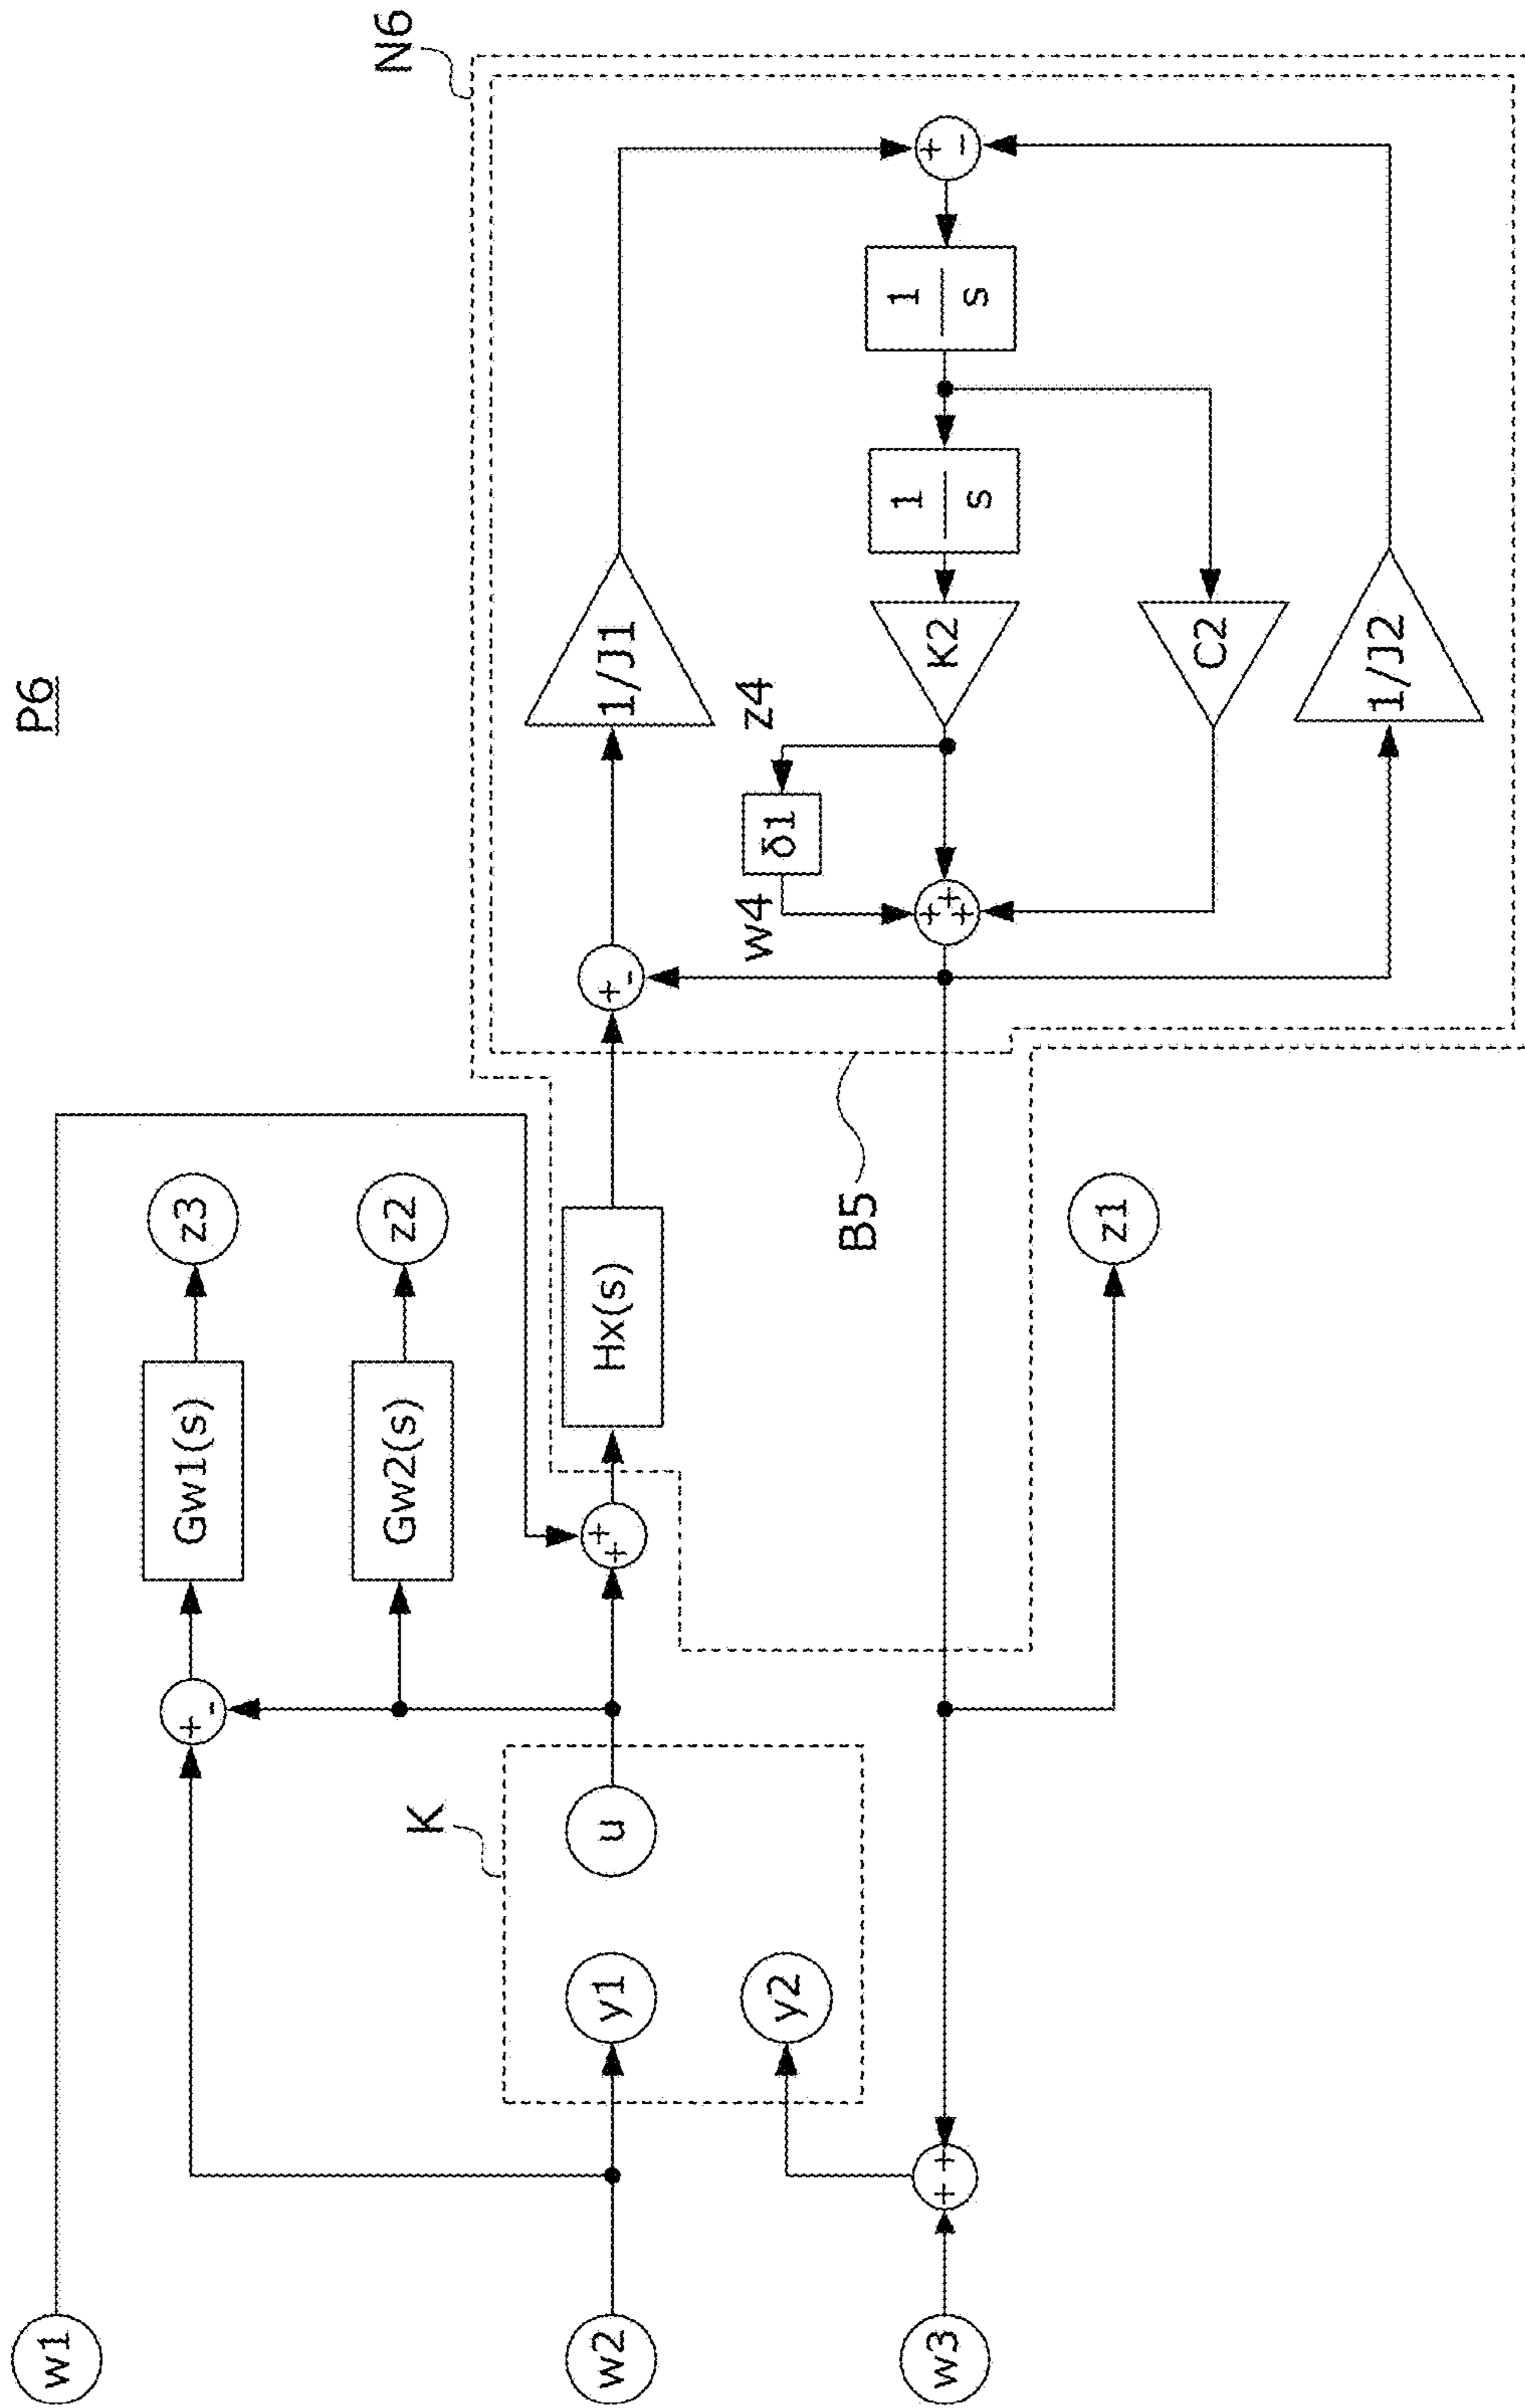 P6
N6
w1
z3
Gw1(s)
+
-
z2
Gw2(s)
K
u
+
+
Hx(s)
+
-
1/J1
w2
y1
y2
B5
w4
δ1
z4
+
+
+
K2
1
s
1
s
+
-
w3
+
+
z1
C2
1/J2